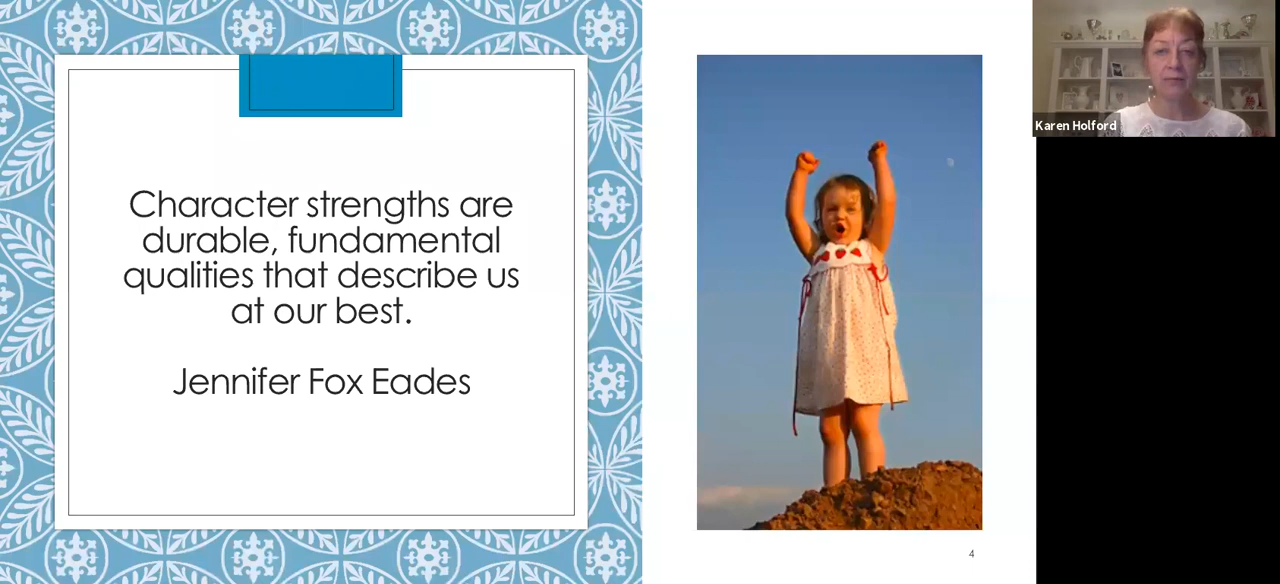 Character strengths are
durable, fundamental
qualities that describe us
at our best.
Jennifer Fox Eades
4
Karen Holford